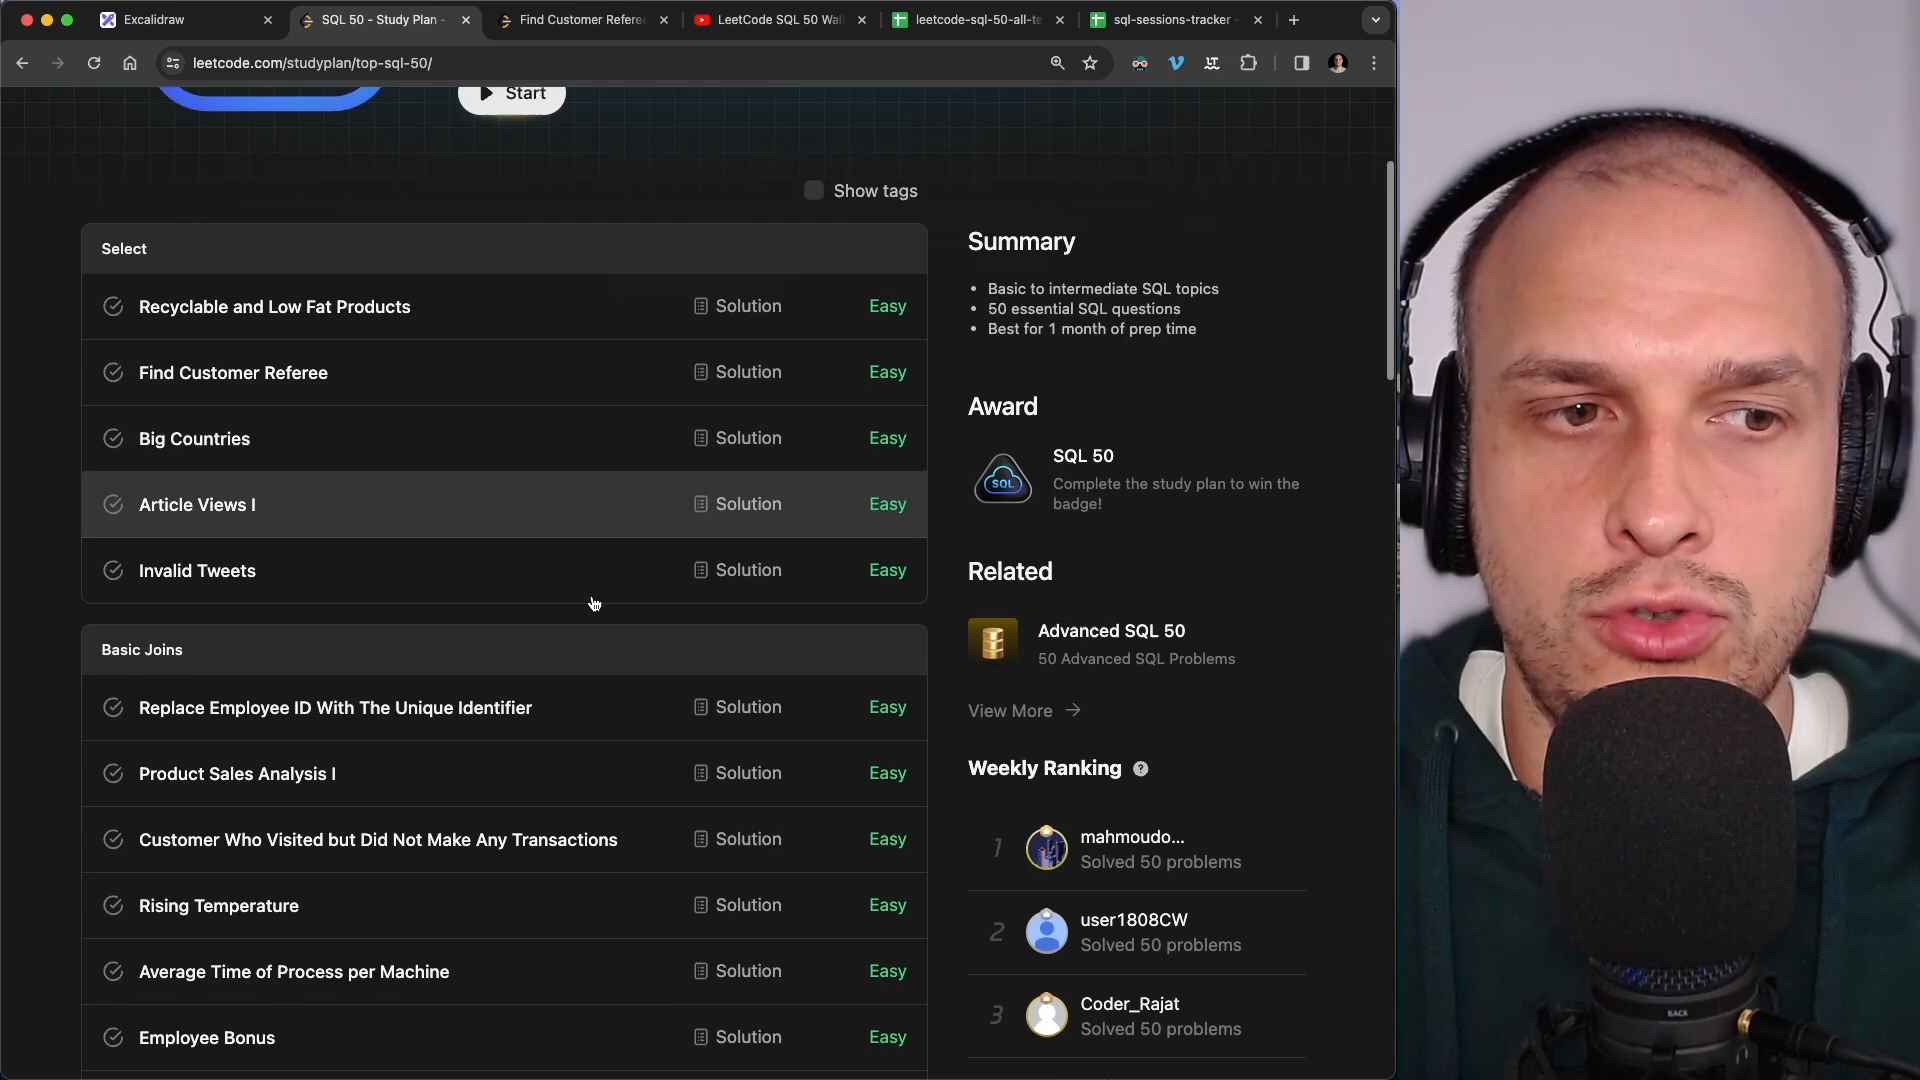 Excalidraw
SQL 50 - Study Plan -
Find Customer Referee
LeetCode SQL 50 Wal
leetcode-sql-50-all-te
sql-sessions-tracker -
leetcode.com/studyplan/top-sql-50/
Start
Show tags
Select
Recyclable and Low Fat Products Solution Easy
Find Customer Referee Solution Easy
Big Countries Solution Easy
Article Views I Solution Easy
Invalid Tweets Solution Easy
Basic Joins
Replace Employee ID With The Unique Identifier Solution Easy
Product Sales Analysis I Solution Easy
Customer Who Visited but Did Not Make Any Transactions Solution Easy
Rising Temperature Solution Easy
Average Time of Process per Machine Solution Easy
Employee Bonus Solution Easy
Summary
• Basic to intermediate SQL topics
• 50 essential SQL questions
• Best for 1 month of prep time
Award
SQL
SQL 50
Complete the study plan to win the
badge!
Related
Advanced SQL 50
50 Advanced SQL Problems
View More
Weekly Ranking ?
1 mahmoudo...
Solved 50 problems
2 user1808CW
Solved 50 problems
3 Coder_Rajat
Solved 50 problems
BACK